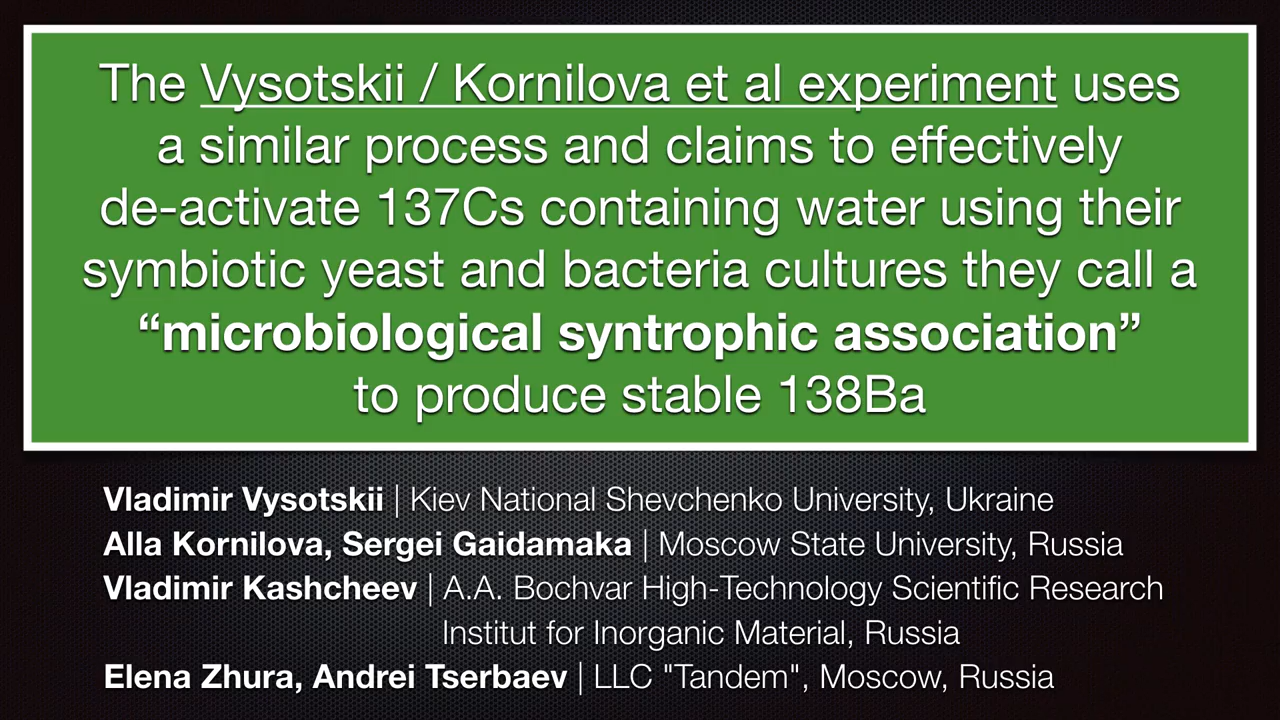 The Vysotskii / Kornilova et al experiment uses
a similar process and claims to effectively
de-activate 137Cs containing water using their
symbiotic yeast and bacteria cultures they call a
“microbiological syntrophic association”
to produce stable 138Ba
Vladimir Vysotskii | Kiev National Shevchenko University, Ukraine
Alla Kornilova, Sergei Gaidamaka | Moscow State University, Russia
Vladimir Kashcheev | A.A. Bochvar High-Technology Scientific Research
Institut for Inorganic Material, Russia
Elena Zhura, Andrei Tserbaev | LLC "Tandem", Moscow, Russia